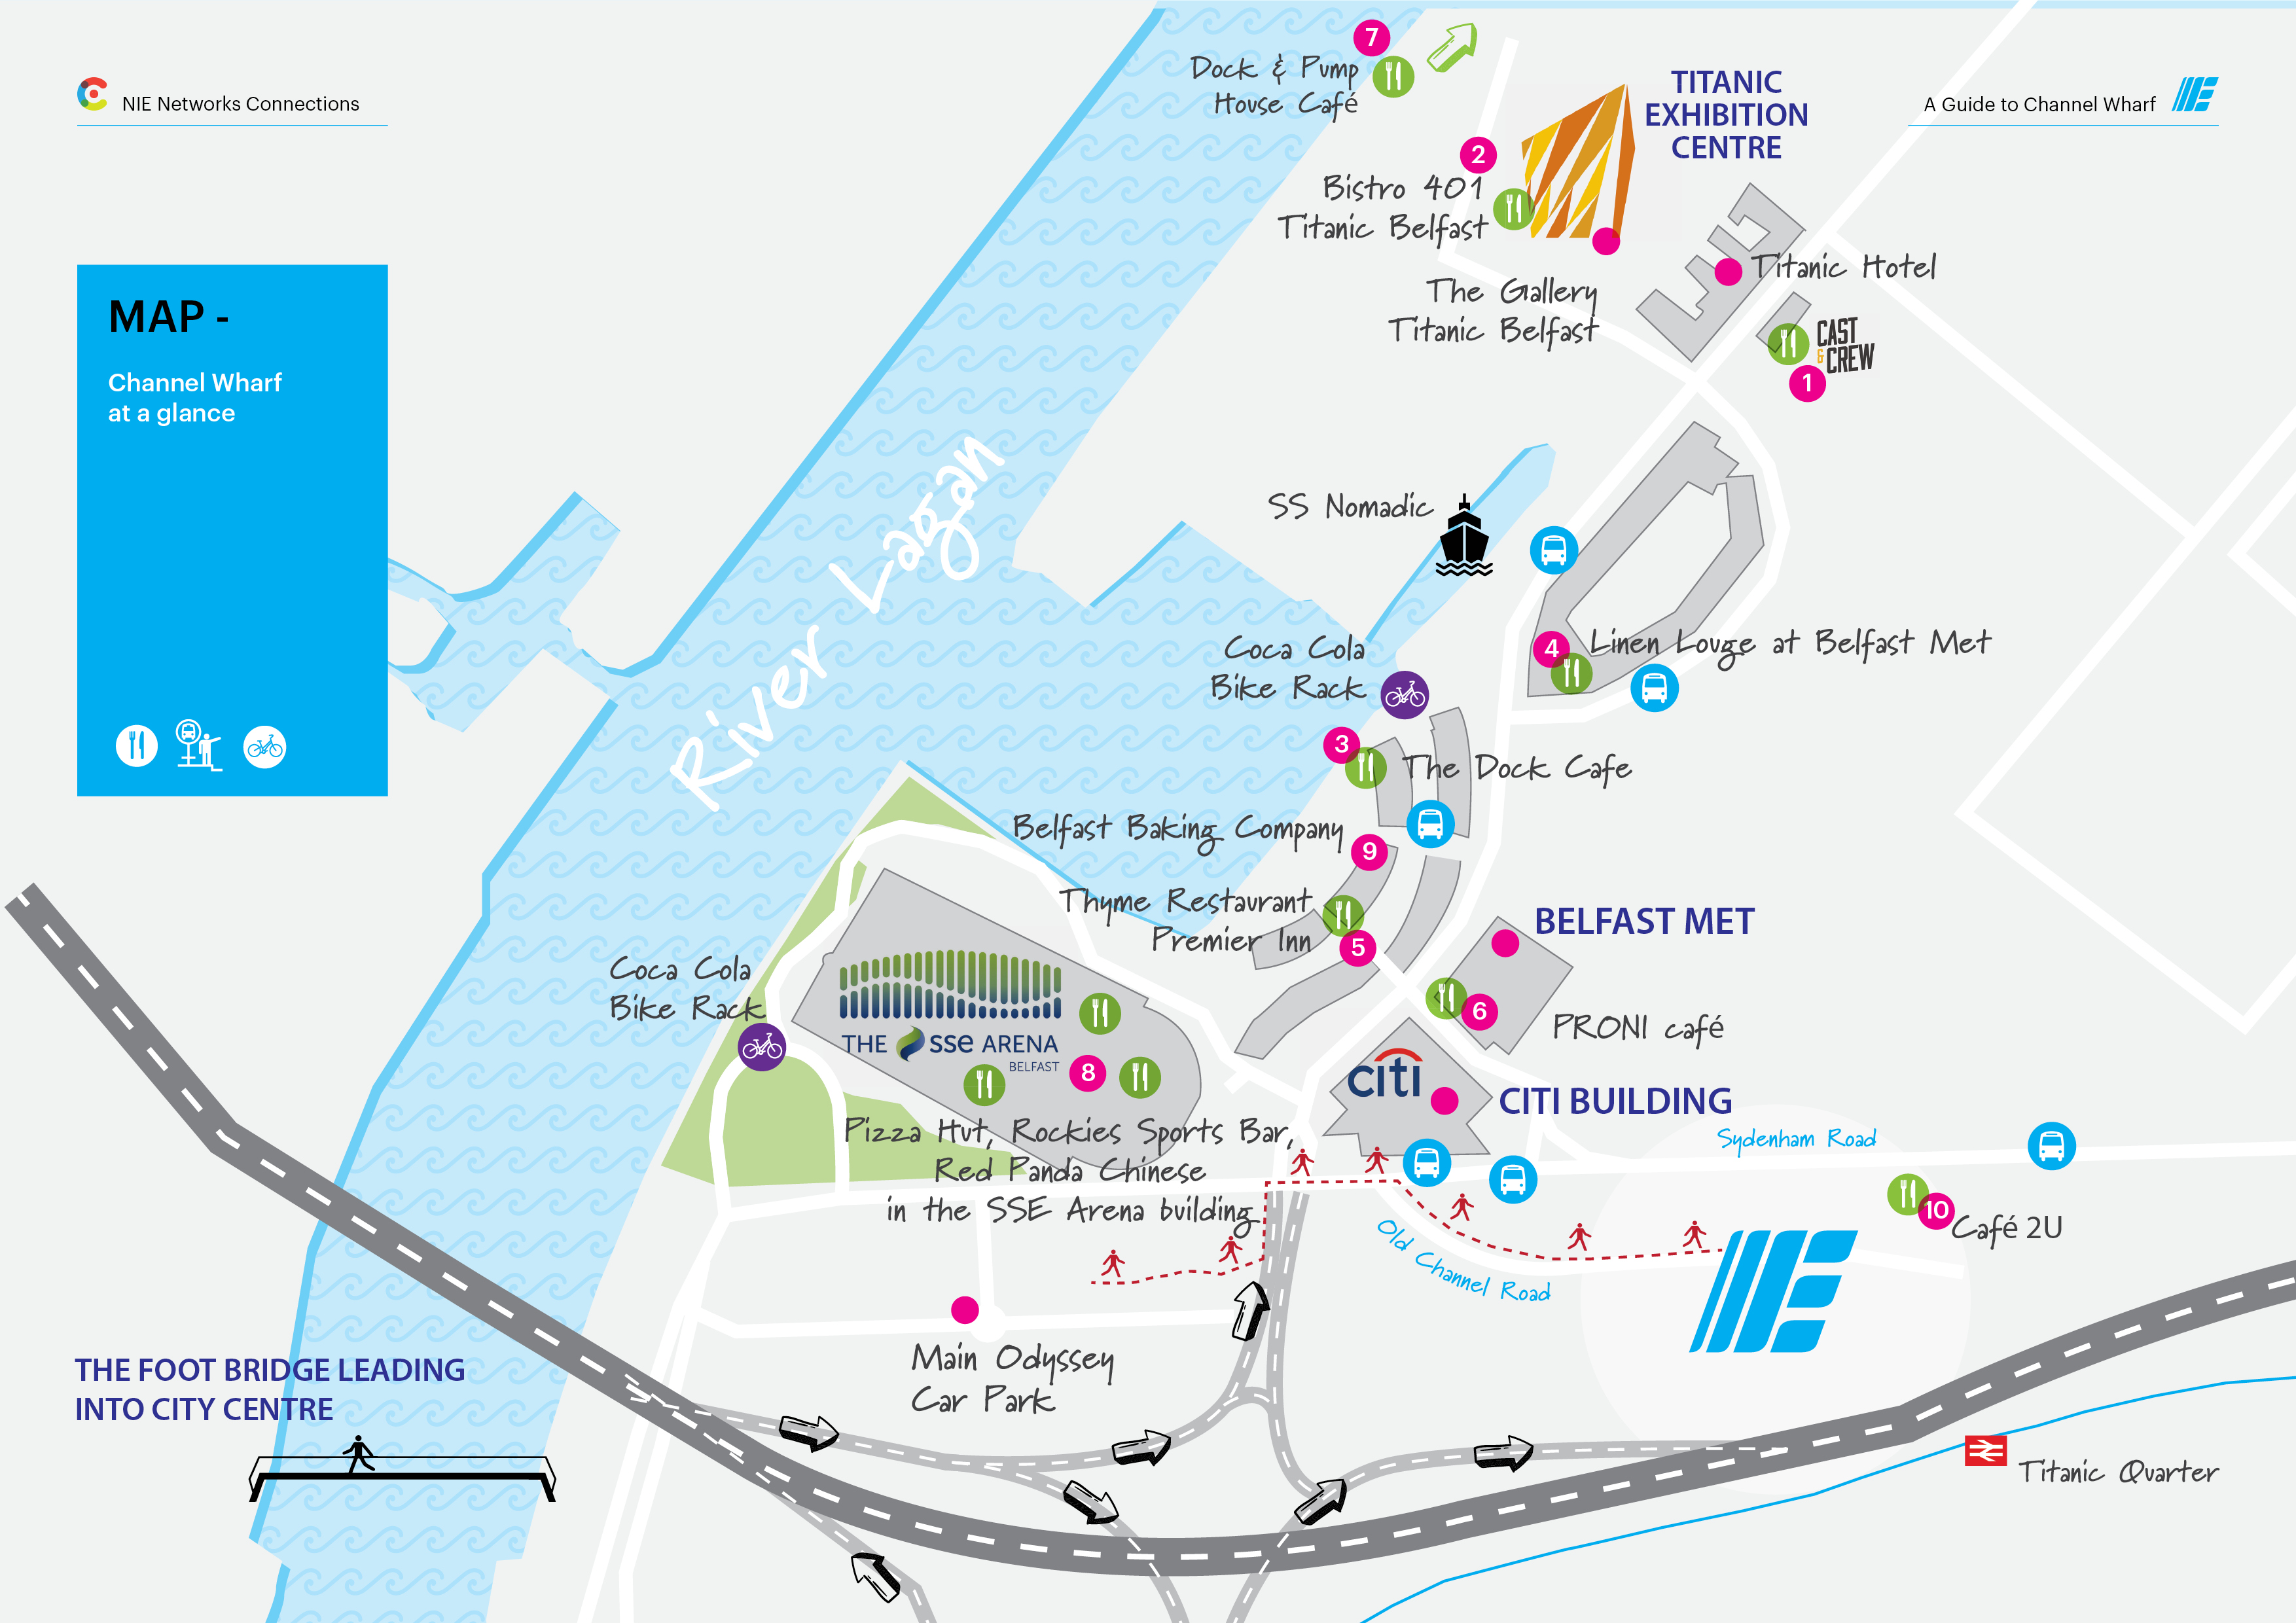 NIE Networks Connections
A Guide to Channel Wharf
MAP -
Channel Wharf
at a glance
7
Dock & Pump
House Café
TITANIC
EXHIBITION
CENTRE
2
Bistro 401
Titanic Belfast
The Gallery
Titanic Belfast
Titanic Hotel
CAST
& CREW
1
River Lagan
SS Nomadic
Coca Cola
Bike Rack
4
Linen Louge at Belfast Met
3
The Dock Cafe
Belfast Baking Company
9
Thyme Restaurant
Premier Inn
5
BELFAST MET
6
PRONI café
Coca Cola
Bike Rack
THE sse ARENA
BELFAST
8
citi
CITI BUILDING
Pizza Hut, Rockies Sports Bar,
Red Panda Chinese
in the SSE Arena building
Sydenham Road
10
Café 2U
Old Channel Road
Main Odyssey
Car Park
THE FOOT BRIDGE LEADING
INTO CITY CENTRE
Titanic Quarter